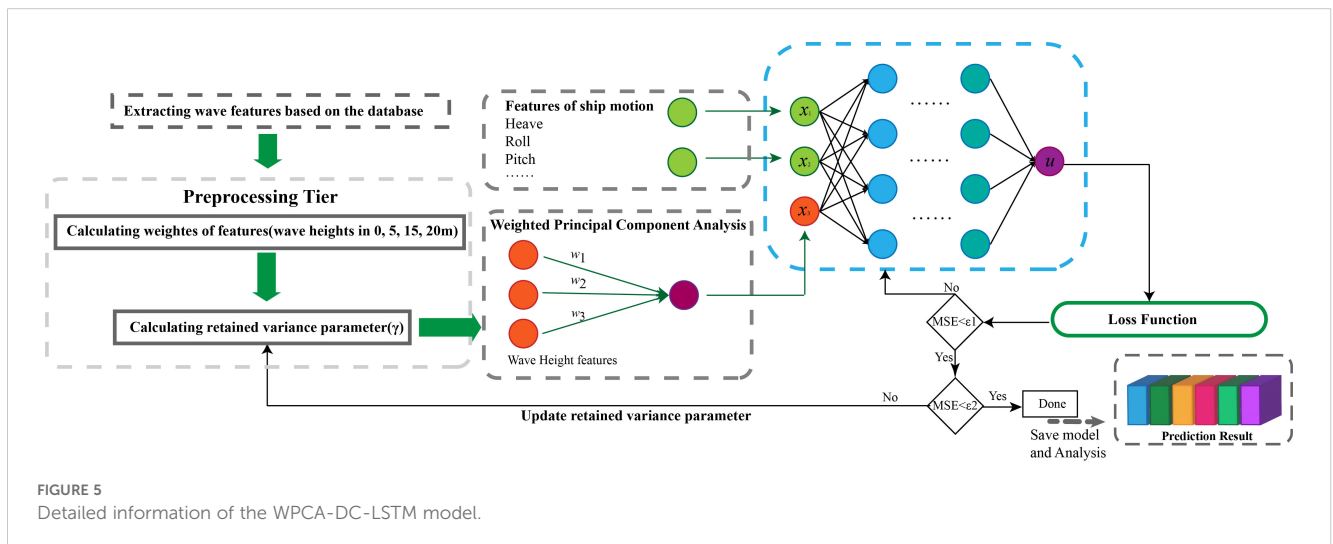 Extracting wave features based on the database
Preprocessing Tier
Calculating weightes of features(wave heights in 0, 5, 15, 20m)
Calculating retained variance parameter(γ)
Features of ship motion
Heave
Roll
Pitch
......
Weighted Principal Component Analysis
w1
w2
w3
Wave Height features
x1
x2
x3
......
......
......
......
u
Loss Function
No
MSE<ε1
Yes
MSE<ε2
No
Yes
Done
Update retained variance parameter
Save model
and Analysis
Prediction Result
FIGURE 5
Detailed information of the WPCA-DC-LSTM model.